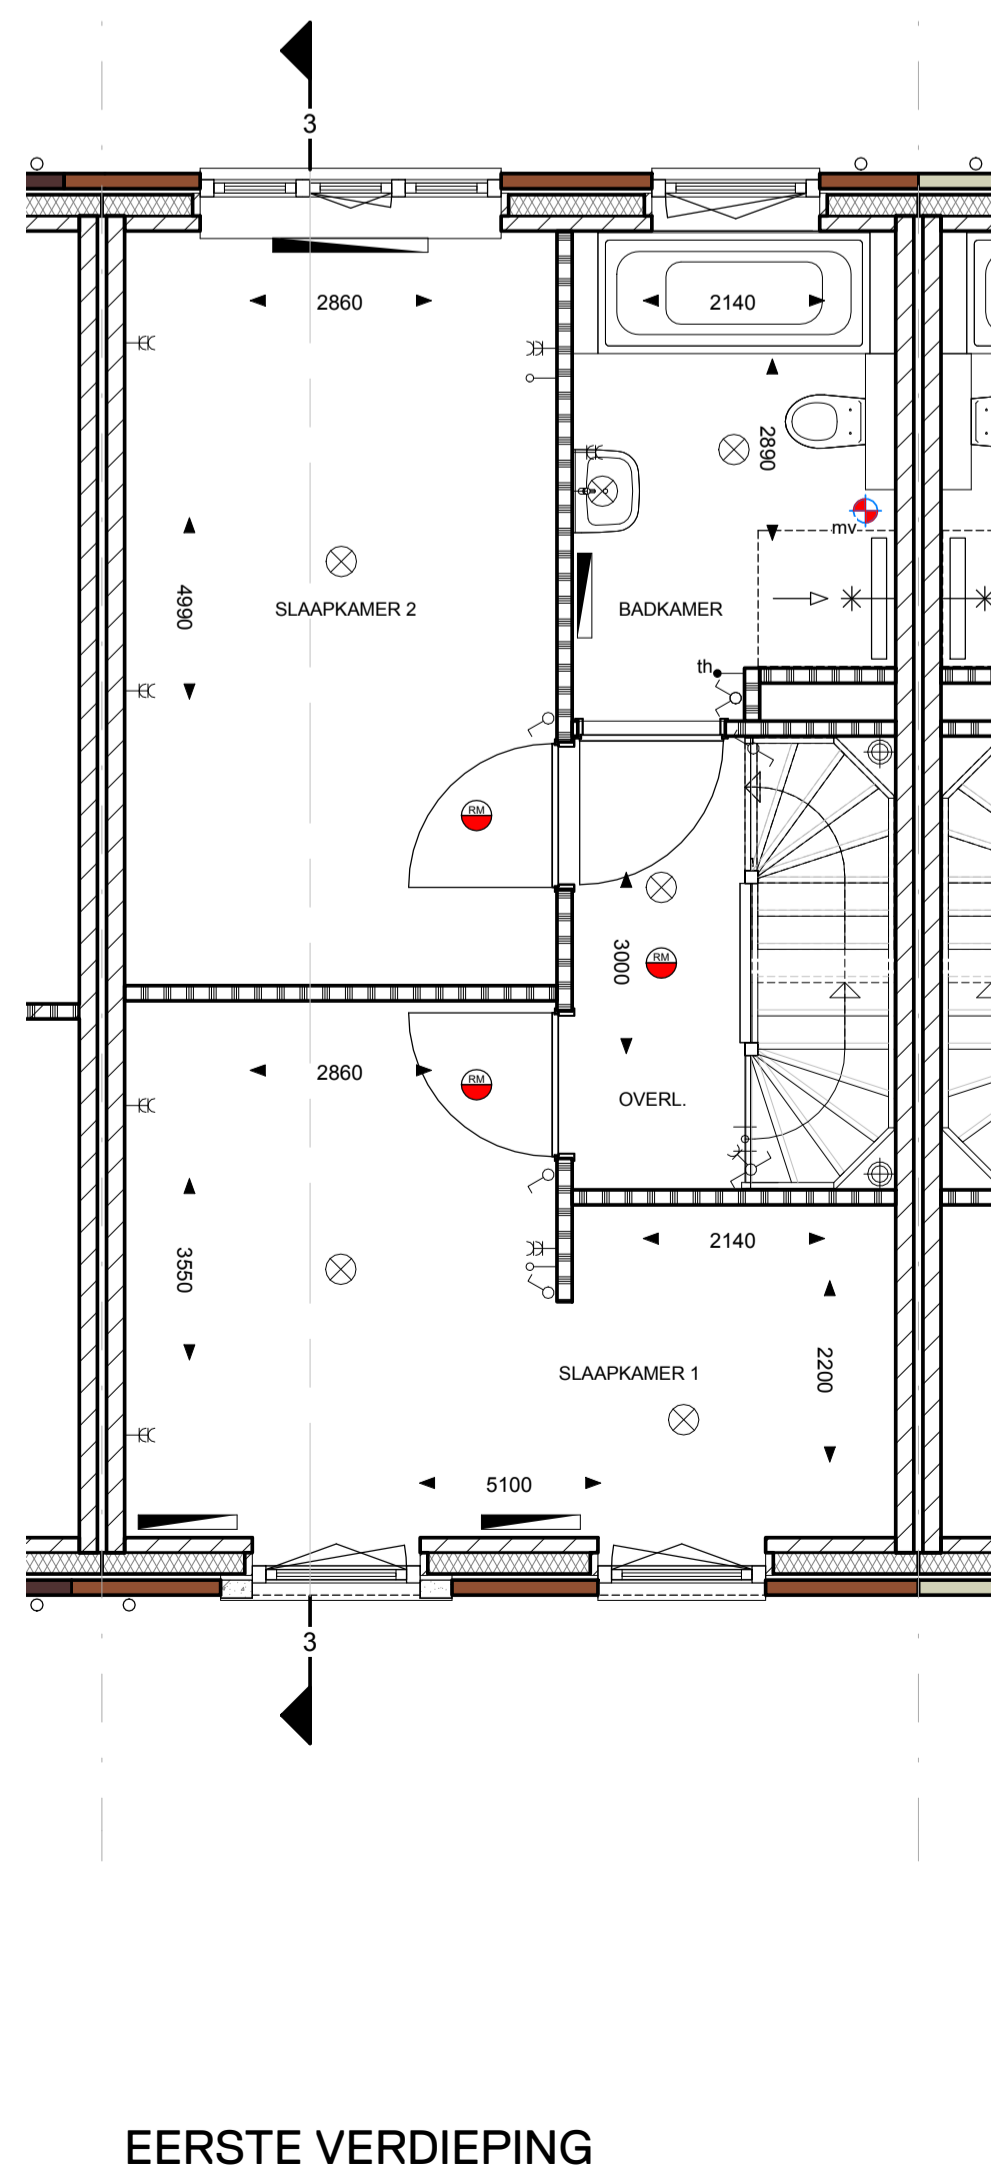 3
2860
2140
2890
mv
4990
SLAAPKAMER 2
BADKAMER
th
RM
3000
RM
2860
RM
OVERL.
3550
2140
2200
SLAAPKAMER 1
5100
3
EERSTE VERDIEPING